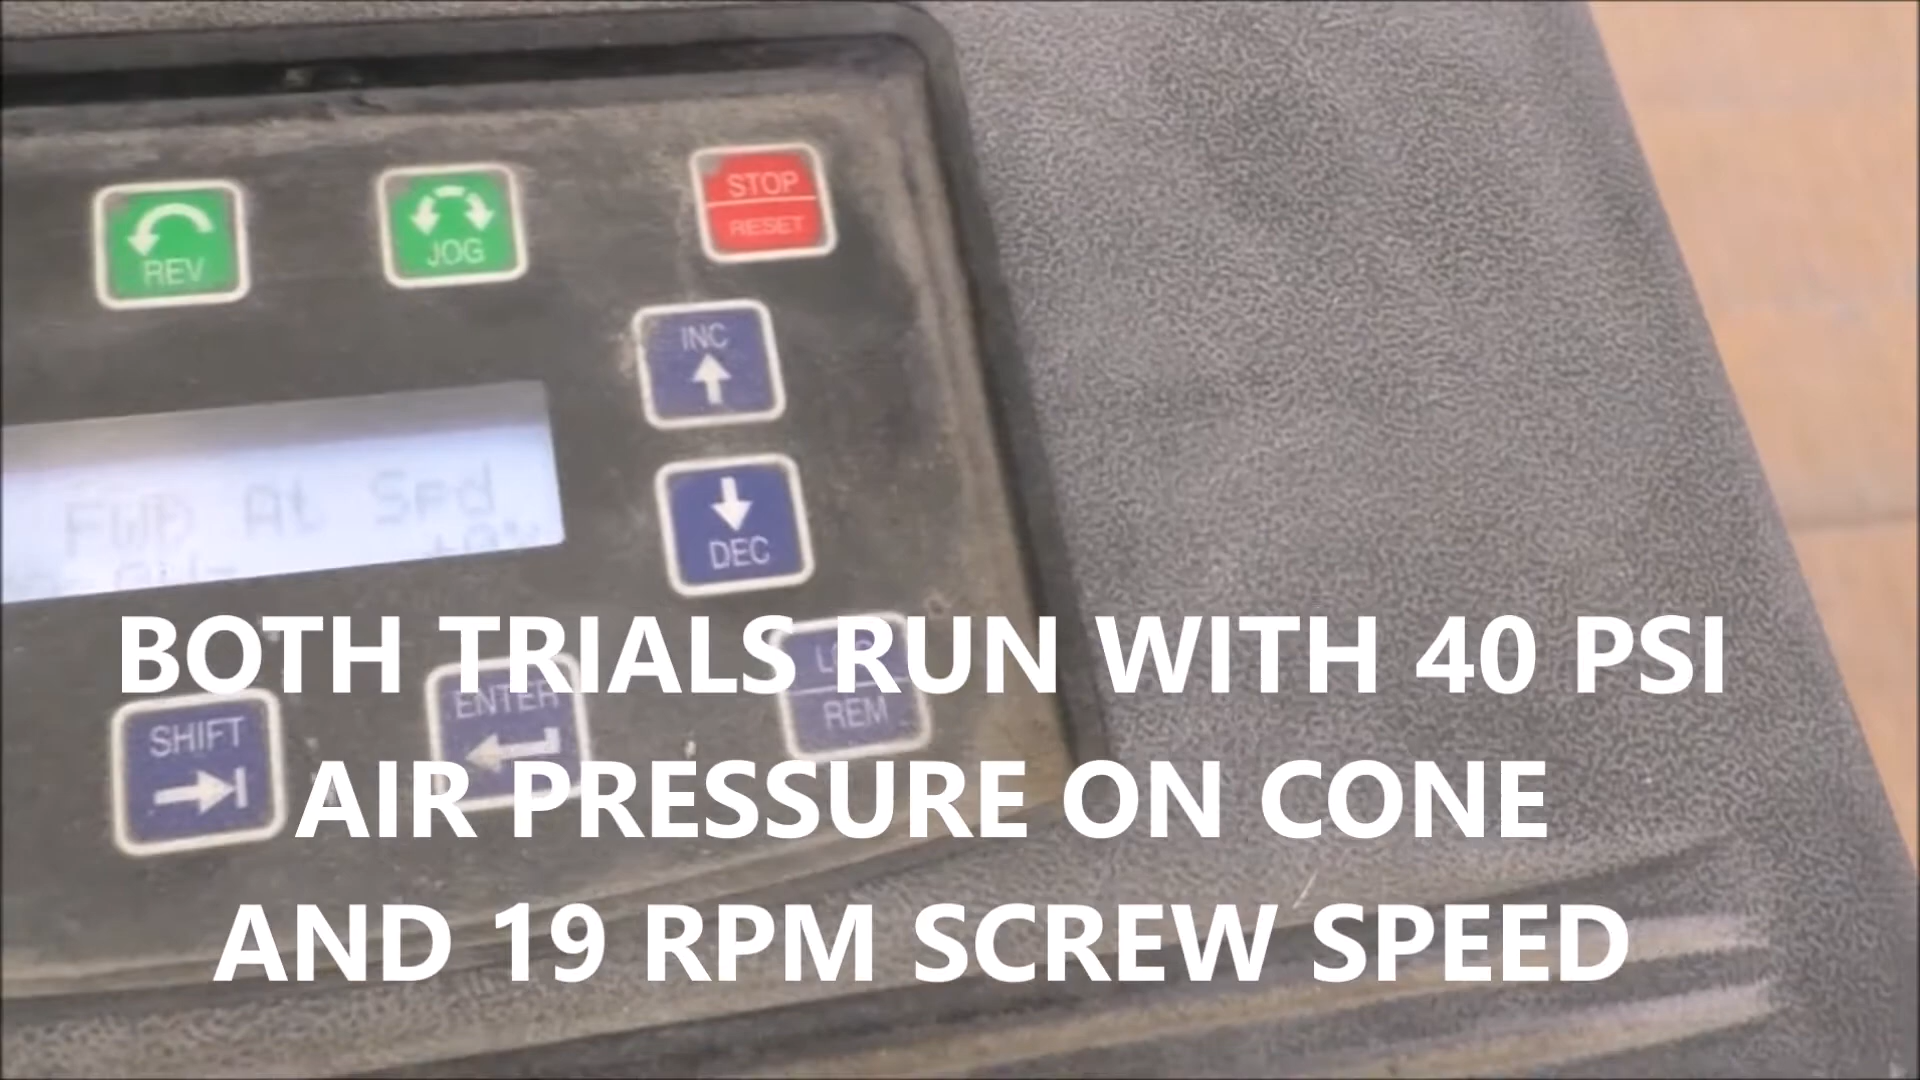 REV
JOG
STOP
RESET
INC
FWD At Spd
DEC
BOTH TRIALS RUN WITH 40 PSI
LOC
REM
ENTER
SHIFT
AIR PRESSURE ON CONE
AND 19 RPM SCREW SPEED